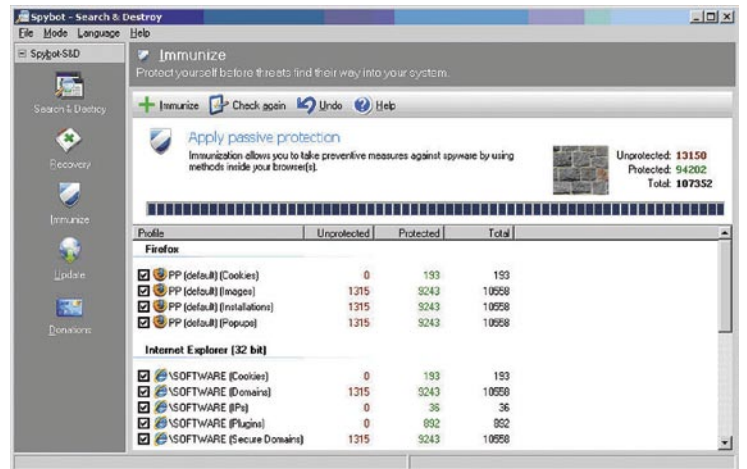 Spybot - Search & Destroy
File Mode Language Help
Spybot-S&D
Search & Destroy
Recovery
Immunize
Update
Donations
Immunize
Protect yourself before threats find their way into your system.
Immunize Check again Undo Help
Apply passive protection
Immunization allows you to take preventive measures against spyware by using
methods inside your browser(s).
Unprotected: 13150
Protected: 94202
Total: 107352
Profile Unprotected Protected Total
Firefox
PP (default) (Cookies) 0 193 193
PP (default) (Images) 1315 9243 10558
PP (default) (Installations) 1315 9243 10558
PP (default) (Popups) 1315 9243 10558
Internet Explorer (32 bit)
\SOFTWARE (Cookies) 0 193 193
\SOFTWARE (Domains) 1315 9243 10558
\SOFTWARE (IPs) 0 36 36
\SOFTWARE (Plugins) 0 892 892
\SOFTWARE (Secure Domains) 1315 9243 10558